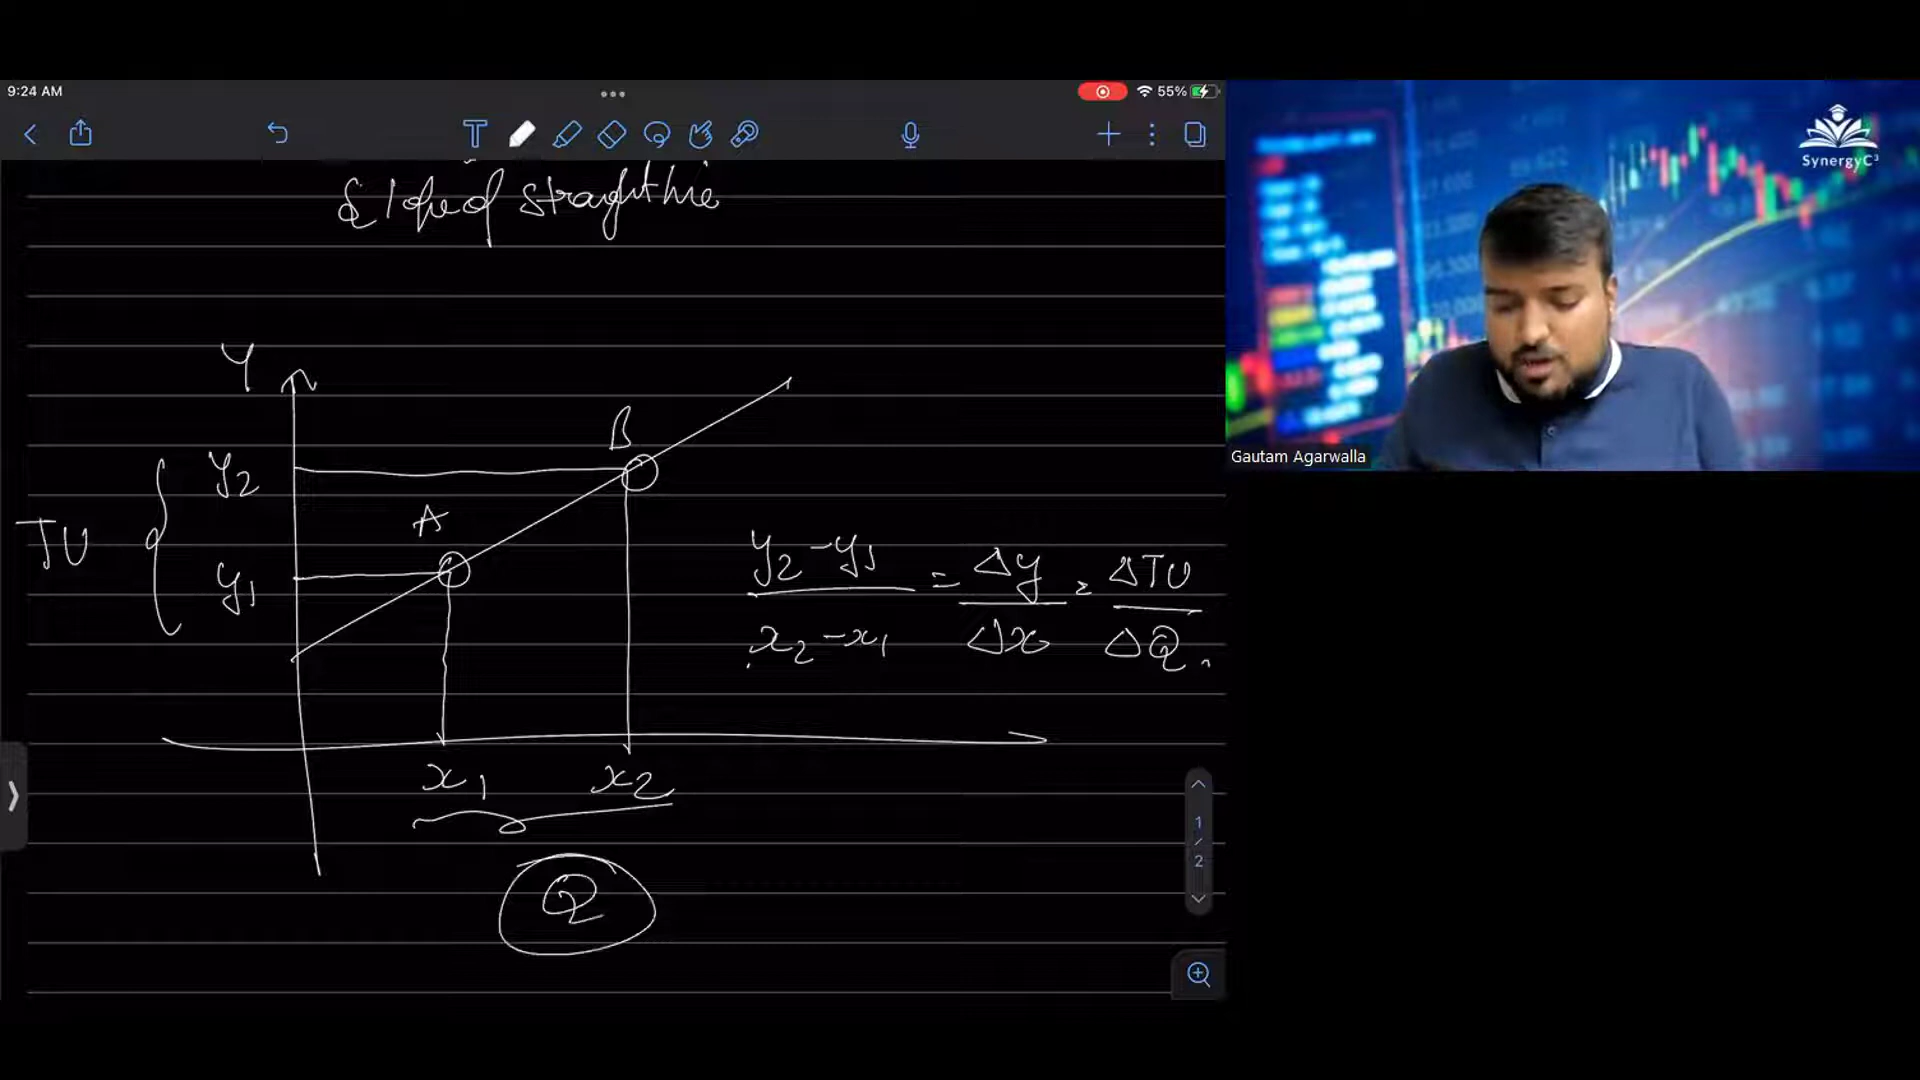 9:24 AM
55%
Slope of straight line
SynergyC³
Y
B
Gautam Agarwalla
y2
A
TU
y1
y2-y1 = Δy = ΔTU
x2-x1 Δx ΔQ.
x1 x2
1
/
2
Q